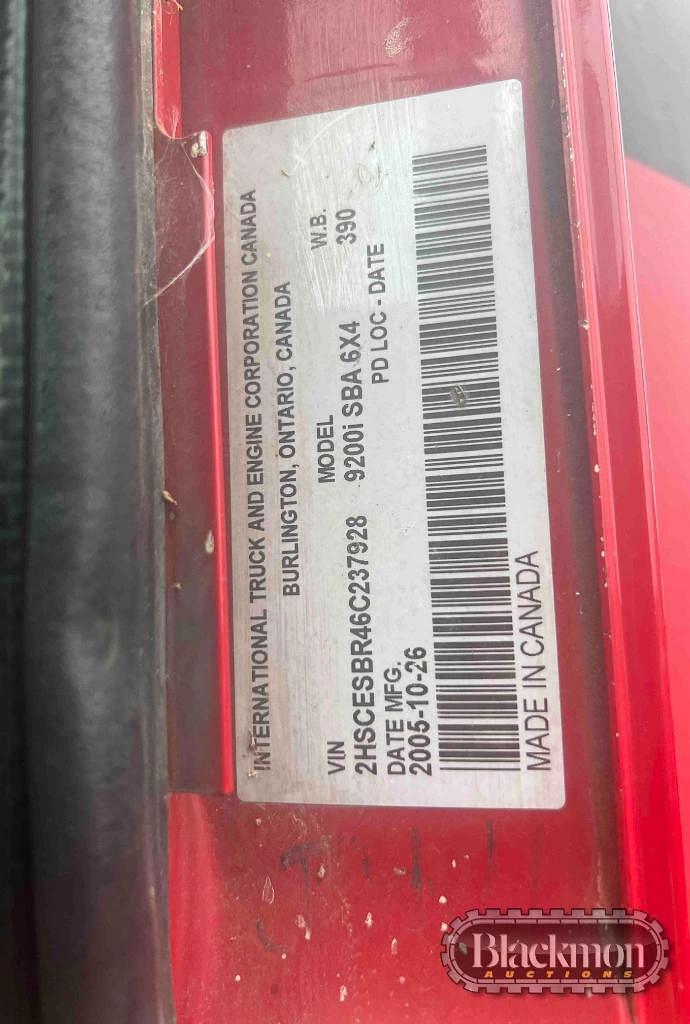 INTERNATIONAL TRUCK AND ENGINE CORPORATION CANADA
BURLINGTON, ONTARIO, CANADA
VIN MODEL W.B.
2HSCESBR46C237928 9200i SBA 6X4 390
DATE MFG. PD LOC - DATE
2005-10-26
MADE IN CANADA
Blackmon
AUCTIONS